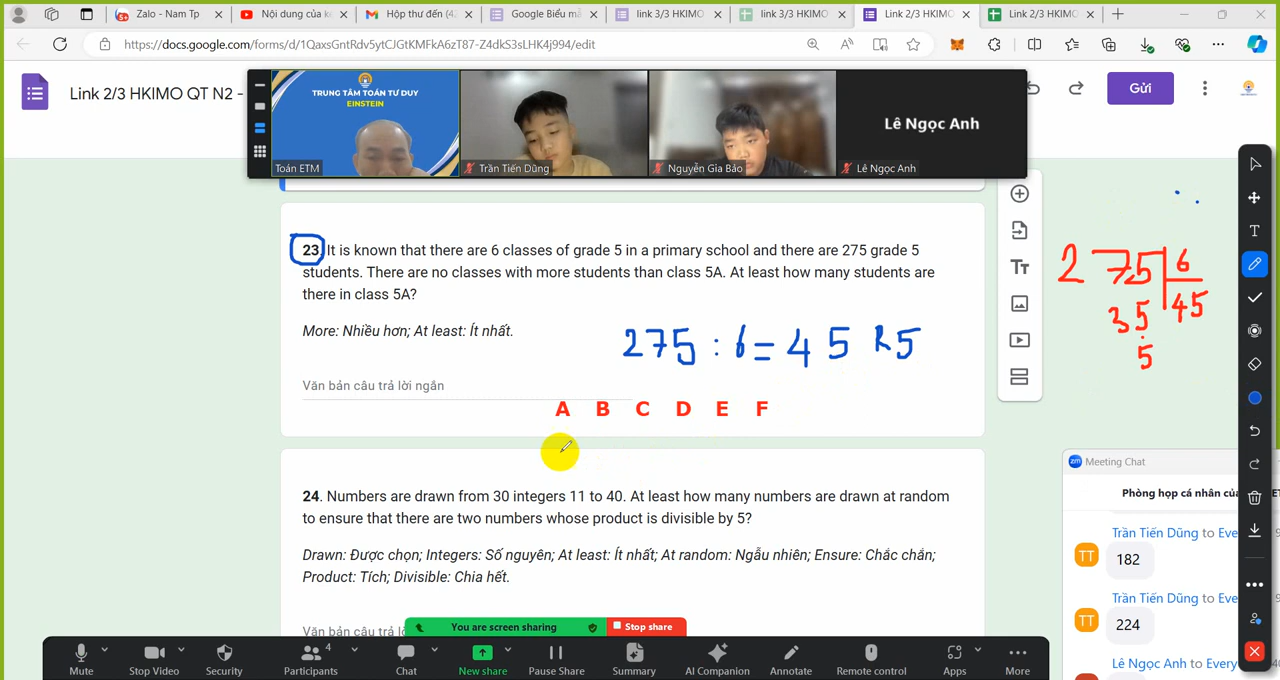 Zalo - Nam Tp
Nội dung của k
Hộp thư đến (4
Google Biểu m
link 3/3 HKIMO
link 3/3 HKIMO
Link 2/3 HKIMO
Link 2/3 HKIMO
https://docs.google.com/forms/d/1QaxsGntRdv5ytCJGtKMFkA6zT87-Z4dkS3sLHK4j994/edit
Link 2/3 HKIMO QT N2 -
Gửi
TRUNG TÂM TOÁN TƯ DUY
EINSTEIN
Toán ETM
Trần Tiến Dũng
Nguyễn Gia Bảo
Lê Ngọc Anh
Lê Ngọc Anh
23. It is known that there are 6 classes of grade 5 in a primary school and there are 275 grade 5
students. There are no classes with more students than class 5A. At least how many students are
there in class 5A?
More: Nhiều hơn; At least: Ít nhất.
275 : 6 = 45 R5
Văn bản câu trả lời ngắn
A B C D E F
275 6
35 45
5
24. Numbers are drawn from 30 integers 11 to 40. At least how many numbers are drawn at random
to ensure that there are two numbers whose product is divisible by 5?
Drawn: Được chọn; Integers: Số nguyên; At least: Ít nhất; At random: Ngẫu nhiên; Ensure: Chắc chắn;
Product: Tích; Divisible: Chia hết.
Văn bản câu trả lờ
Meeting Chat
Phòng họp cá nhân củ
Trần Tiến Dũng to Eve
TT
182
Trần Tiến Dũng to Eve
TT
224
Lê Ngọc Anh to Every
You are screen sharing
Stop share
Mute
Stop Video
Security
4
Participants
Chat
New share
Pause Share
Summary
AI Companion
Annotate
Remote control
Apps
More